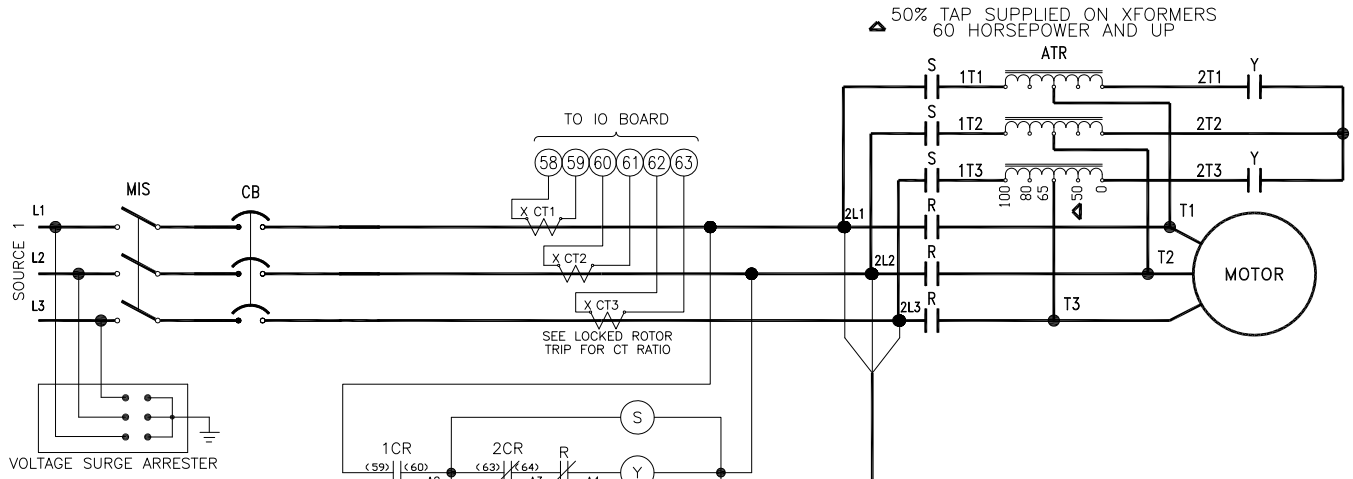 50% TAP SUPPLIED ON XFORMERS
60 HORSEPOWER AND UP
ATR
S 1T1 2T1 Y
S 1T2 2T2
S 1T3 2T3 Y
100 80 65 50 0
TO IO BOARD
58 59 60 61 62 63
MIS CB
SOURCE 1
L1 X CT1 2L1 R T1
L2 X CT2 2L2 R T2
MOTOR
L3 X CT3 2L3 R T3
SEE LOCKED ROTOR
TRIP FOR CT RATIO
VOLTAGE SURGE ARRESTER
S
1CR 2CR R
(59) (60) (63) (64) Y